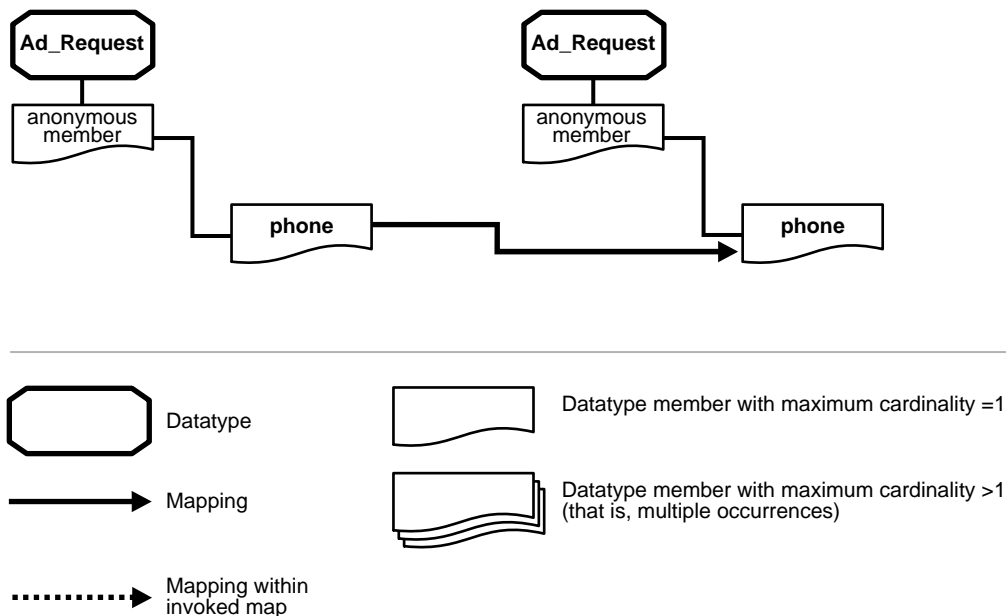 Ad_Request
Ad_Request
anonymous
member
anonymous
member
phone
phone
Datatype
Datatype member with maximum cardinality =1
Mapping
Datatype member with maximum cardinality >1
(that is, multiple occurrences)
Mapping within
invoked map